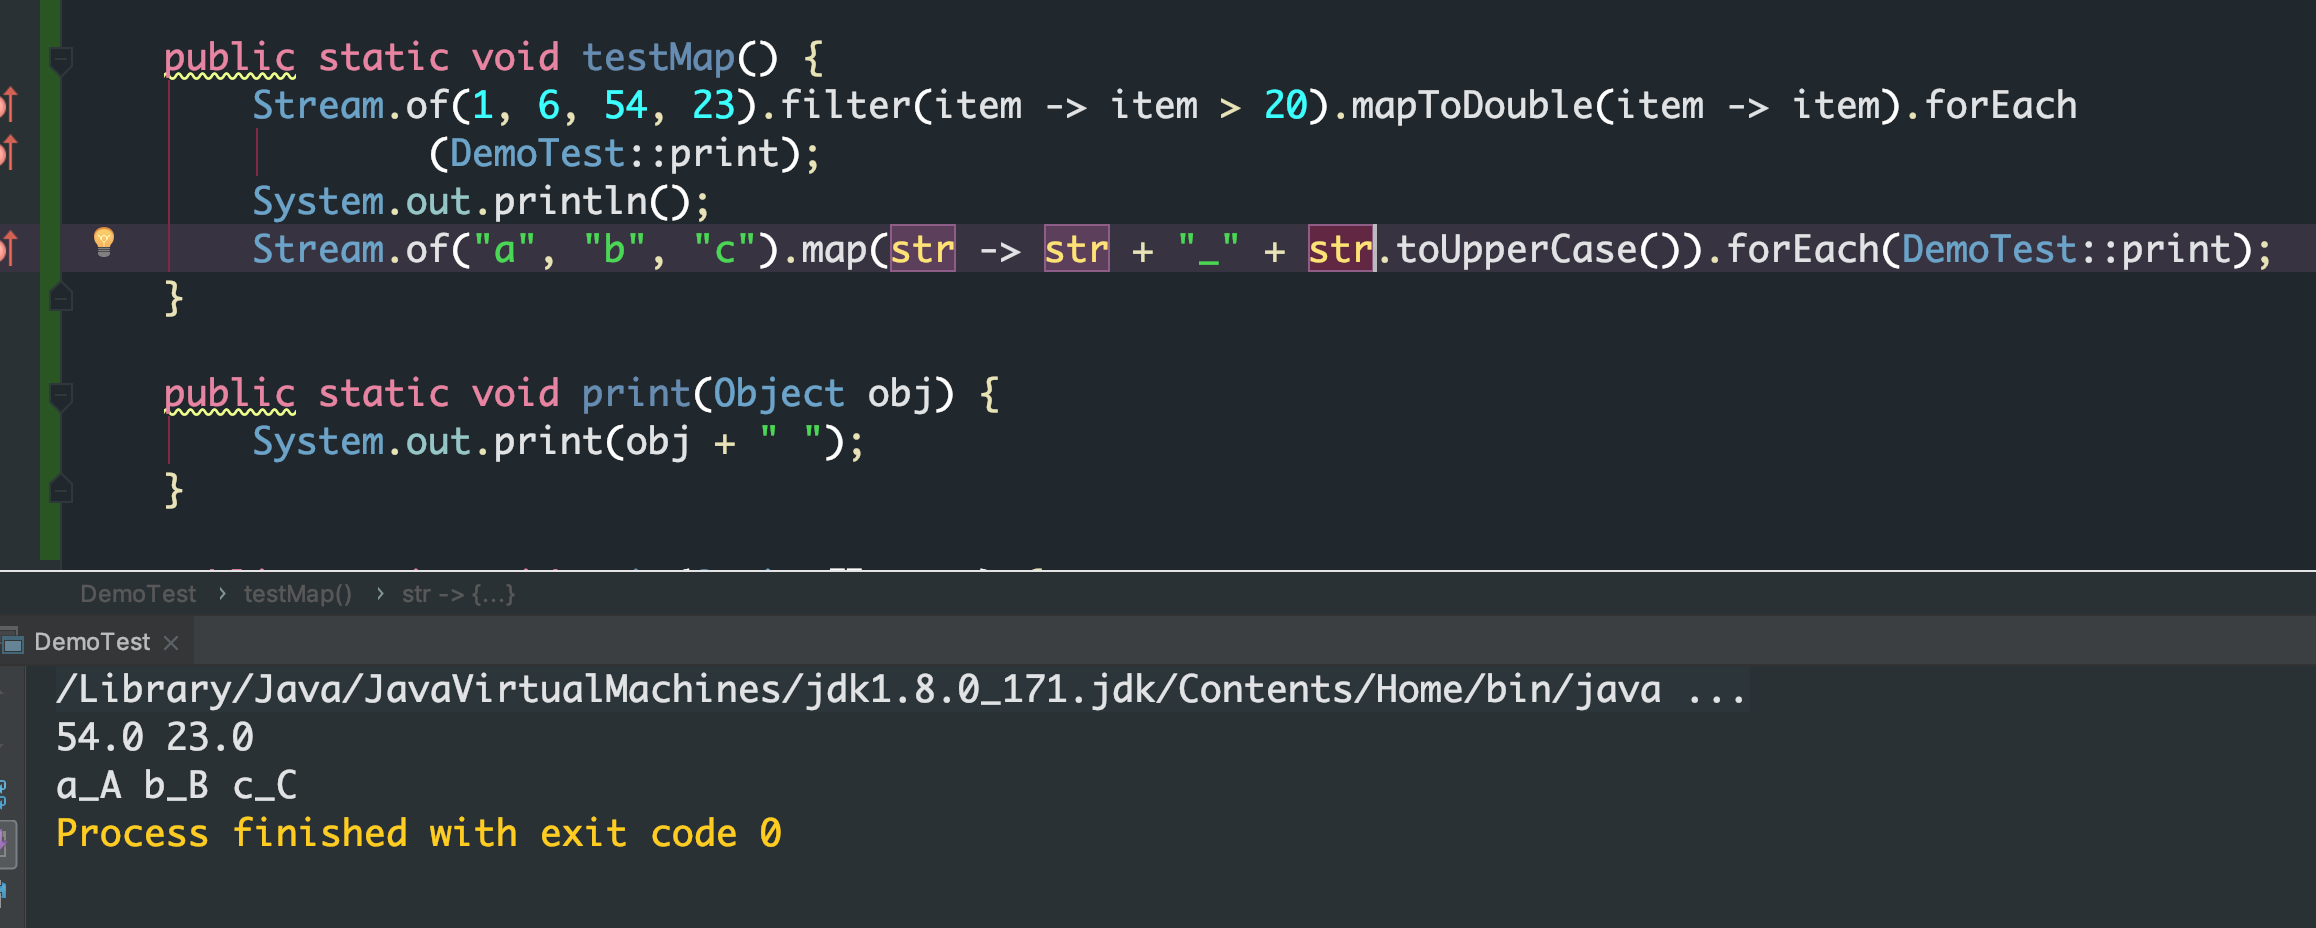 public static void testMap() {
Stream.of(1, 6, 54, 23).filter(item -> item > 20).mapToDouble(item -> item).forEach
(DemoTest::print);
System.out.println();
Stream.of("a", "b", "c").map(str -> str + "_" + str.toUpperCase()).forEach(DemoTest::print);
}
public static void print(Object obj) {
System.out.print(obj + " ");
}
DemoTest › testMap() › str -> {...}
DemoTest ×
/Library/Java/JavaVirtualMachines/jdk1.8.0_171.jdk/Contents/Home/bin/java ...
54.0 23.0
a_A b_B c_C
Process finished with exit code 0